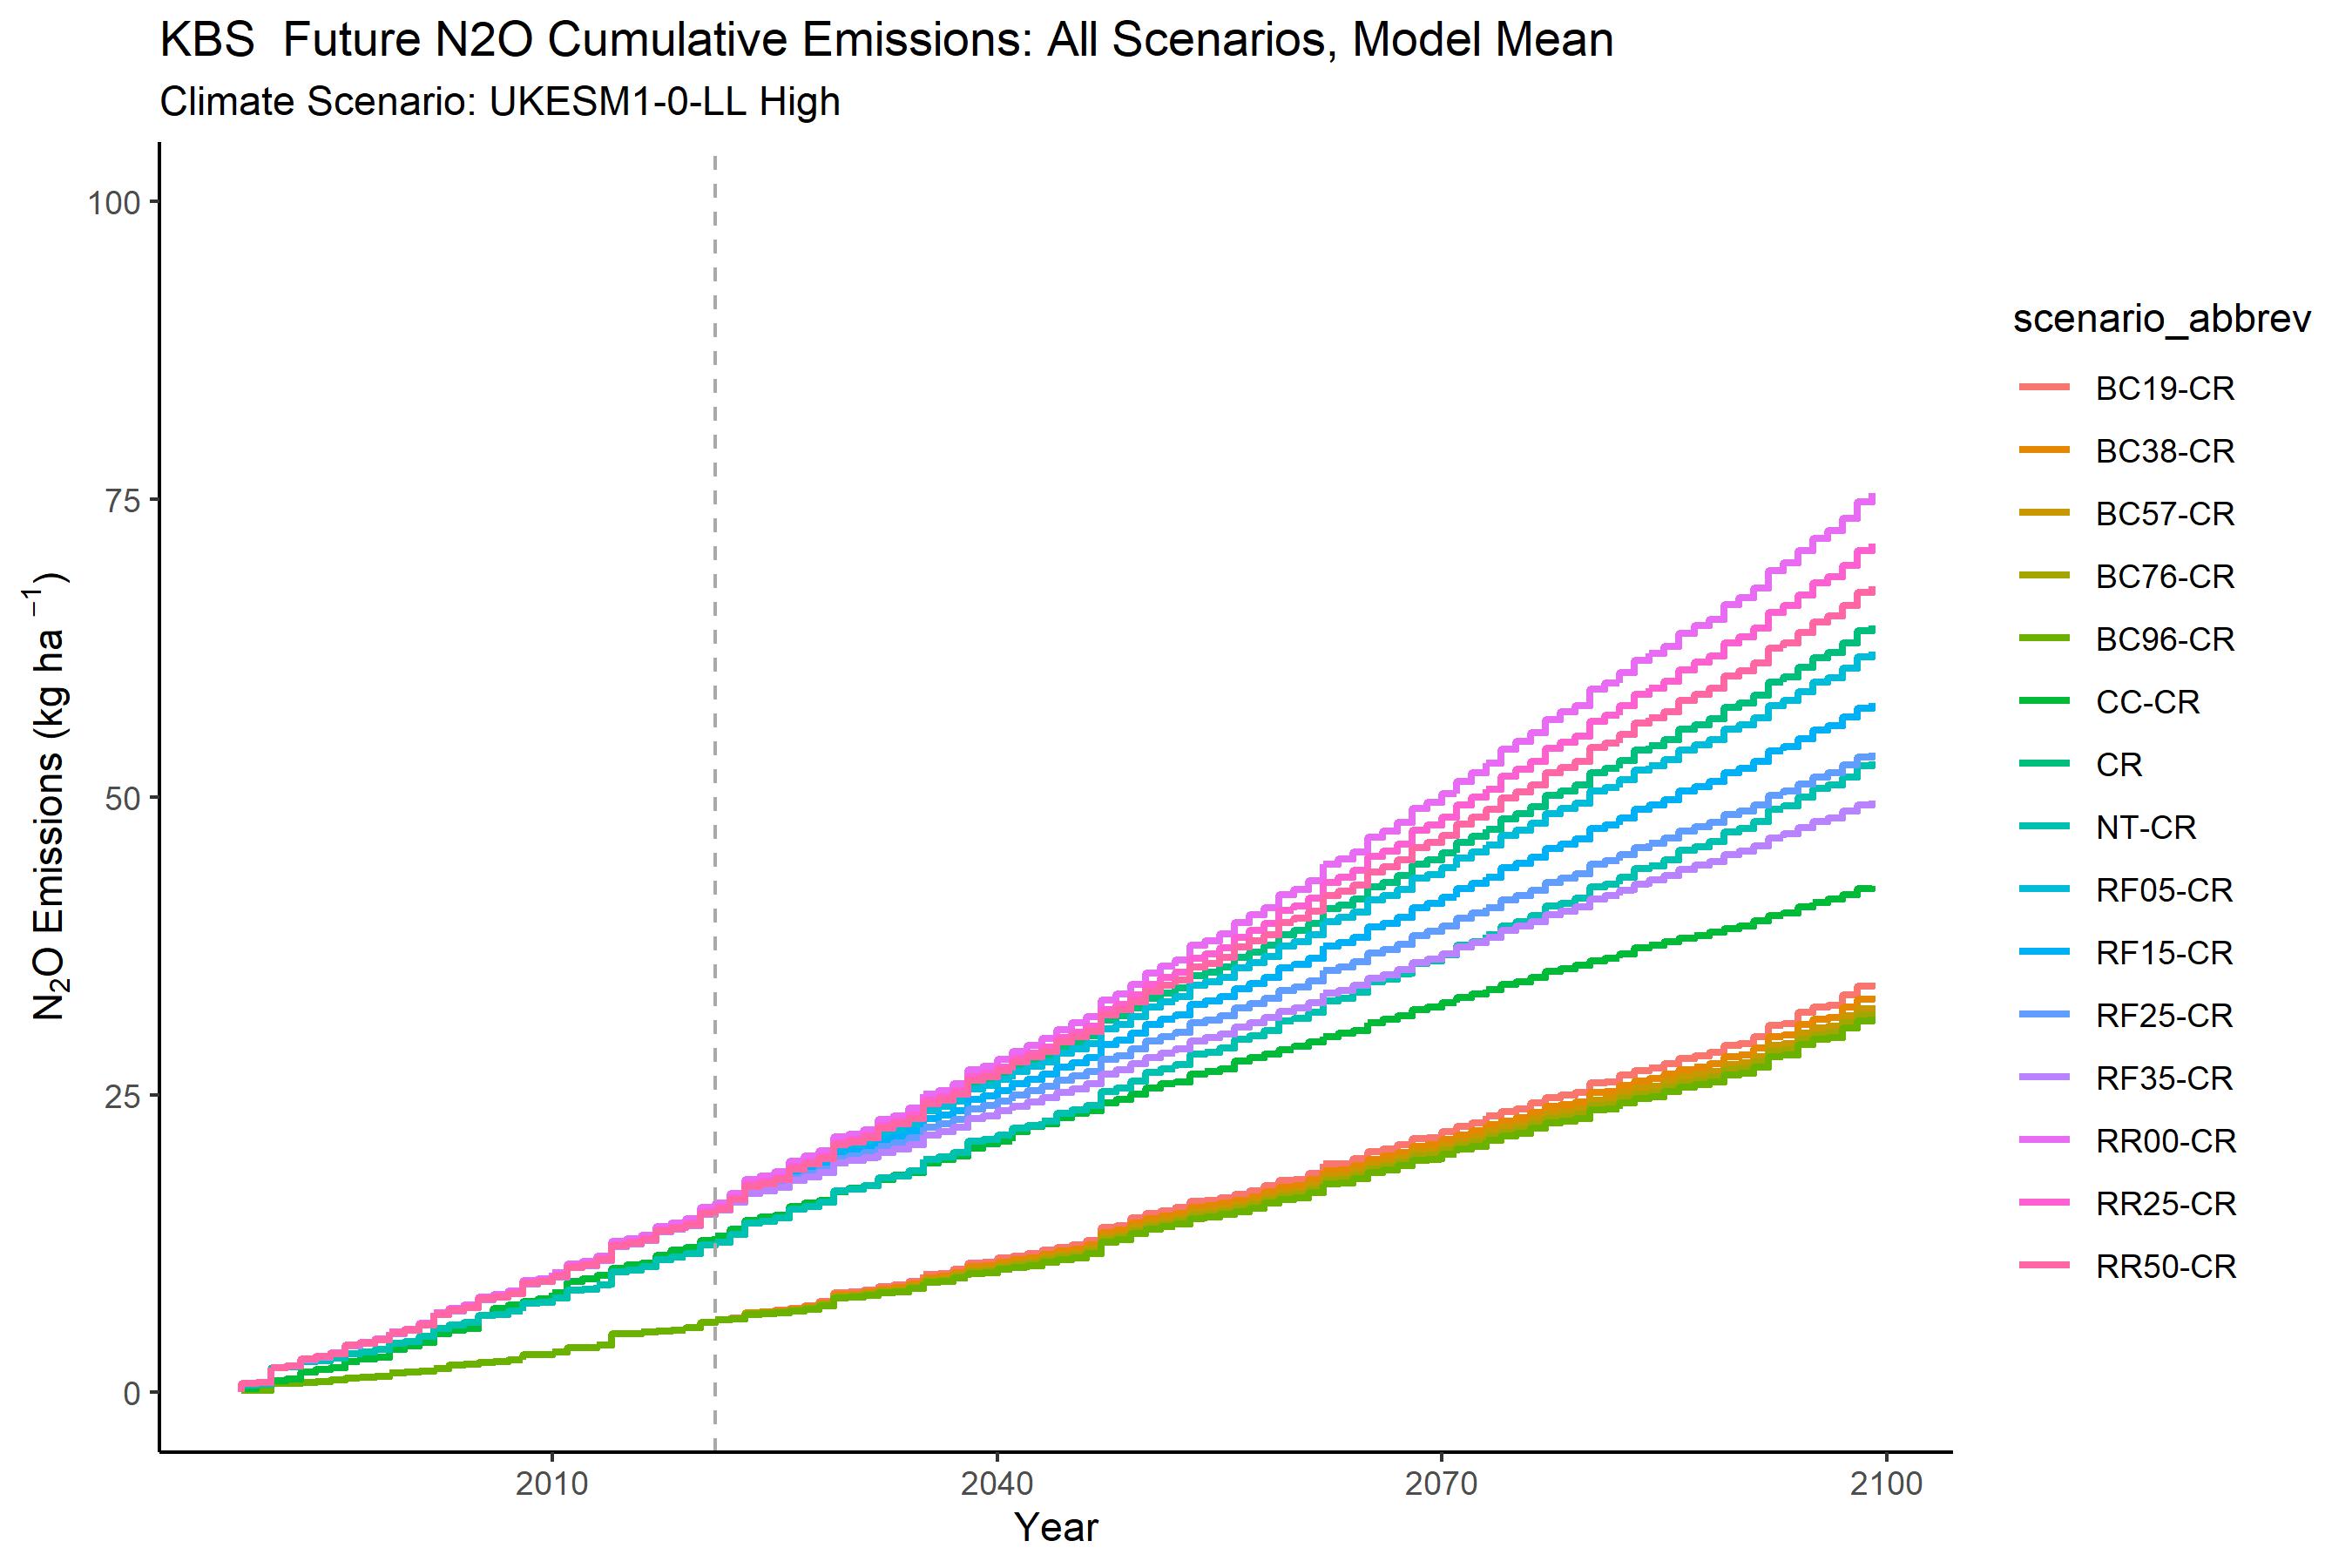 KBS  Future N2O Cumulative Emissions: All Scenarios, Model Mean
Climate Scenario: UKESM1-0-LL High
100
75
50
25
0
N₂O Emissions (kg ha ⁻¹)
2010
2040
2070
2100
Year
scenario_abbrev
BC19-CR
BC38-CR
BC57-CR
BC76-CR
BC96-CR
CC-CR
CR
NT-CR
RF05-CR
RF15-CR
RF25-CR
RF35-CR
RR00-CR
RR25-CR
RR50-CR